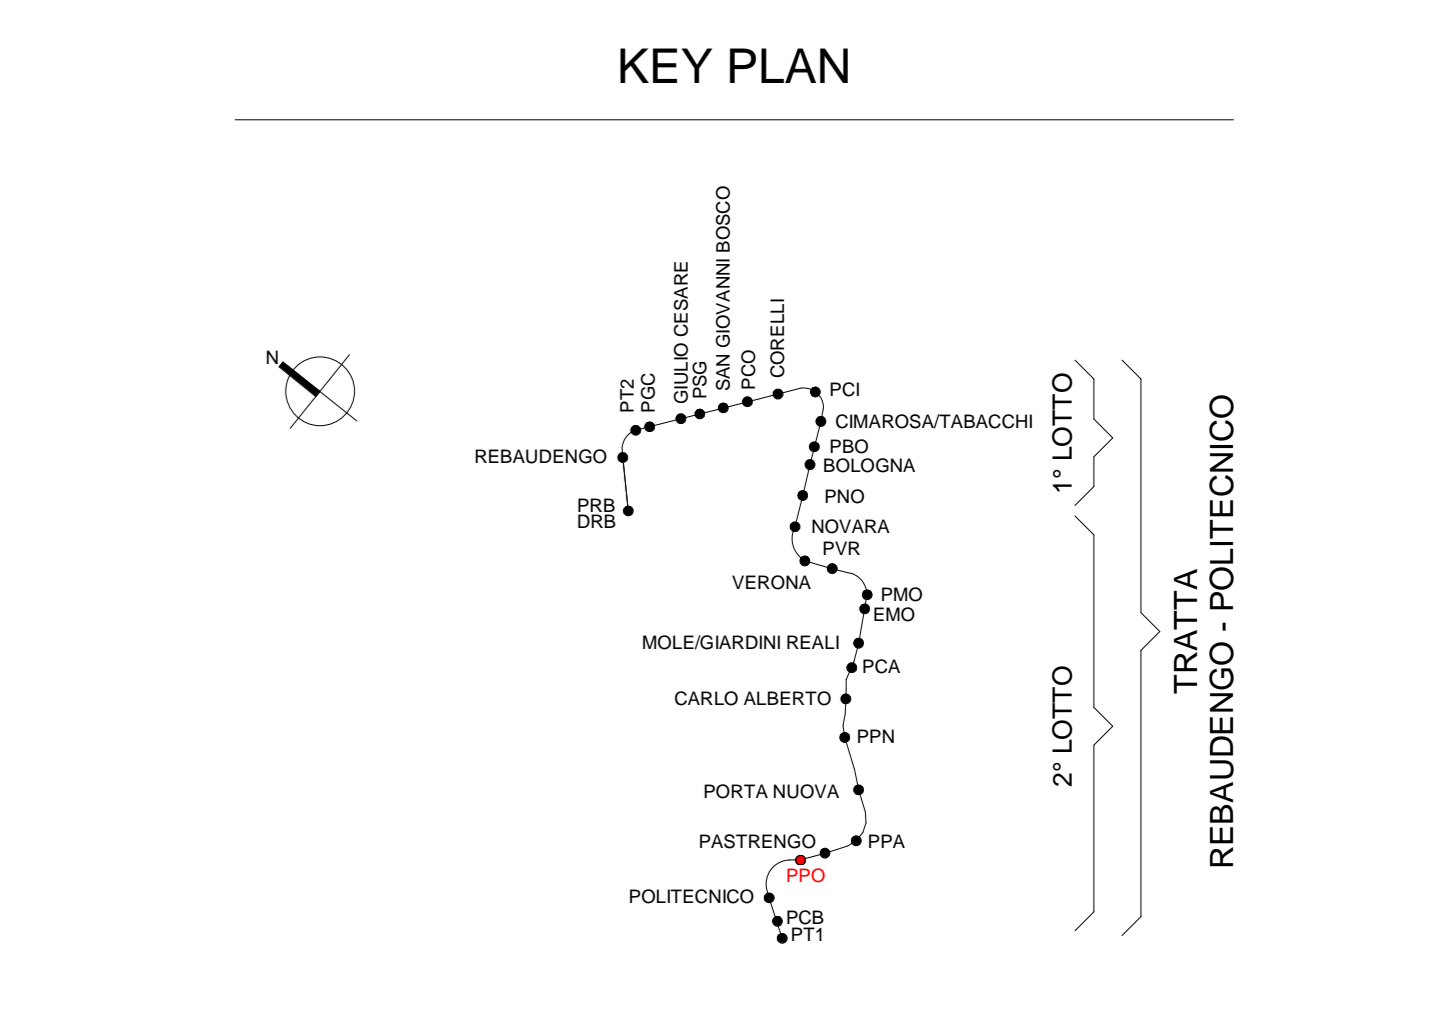 KEY PLAN
N
PT2
PGC
GIULIO CESARE
PSG
SAN GIOVANNI BOSCO
PCO
CORELLI
PCI
CIMAROSA/TABACCHI
PBO
REBAUDENGO
BOLOGNA
PNO
PRB
DRB
NOVARA
PVR
VERONA
PMO
EMO
MOLE/GIARDINI REALI
PCA
CARLO ALBERTO
PPN
PORTA NUOVA
PASTRENGO
PPA
PPO
POLITECNICO
PCB
PT1
1° LOTTO
2° LOTTO
TRATTA
REBAUDENGO - POLITECNICO